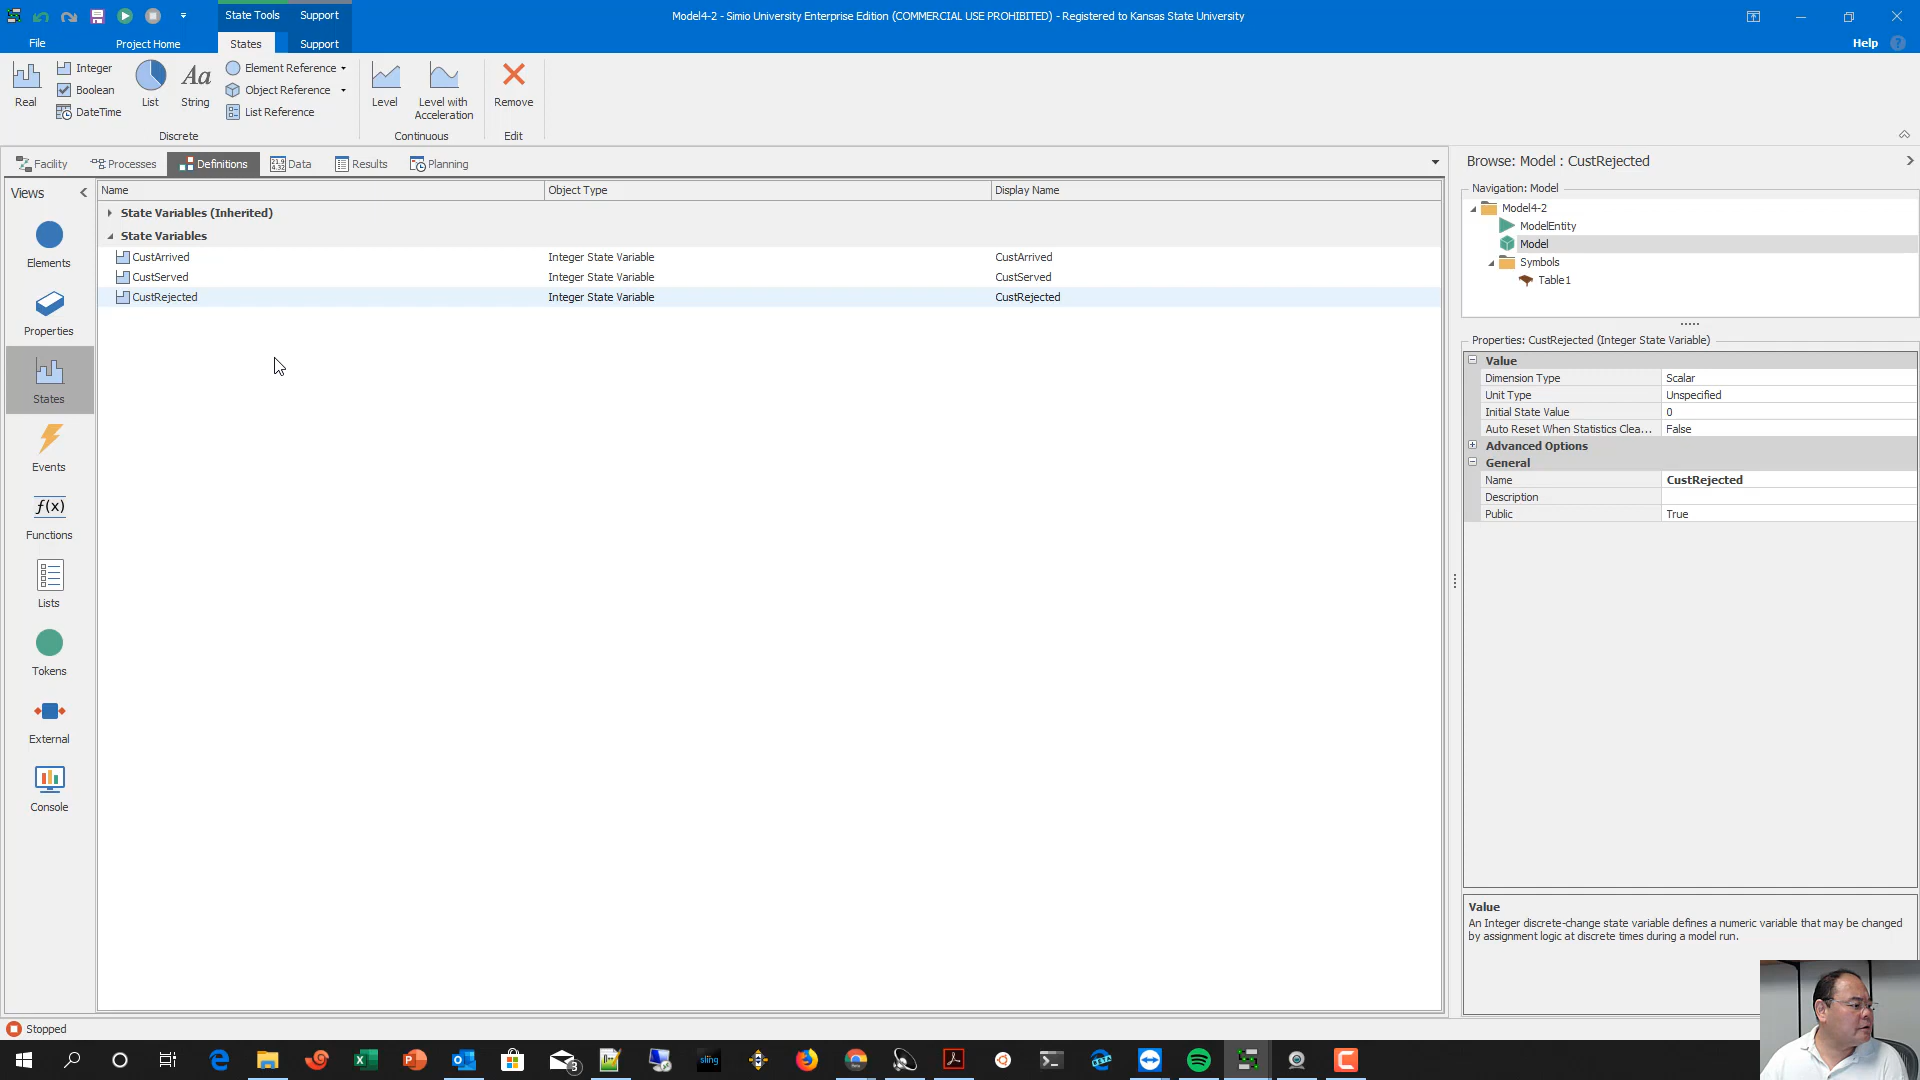 State Tools Support
Model4-2 - Simio University Enterprise Edition (COMMERCIAL USE PROHIBITED) - Registered to Kansas State University
File Project Home States Support Help
Real
Integer
Boolean
DateTime
List
Aa
String
Element Reference
Object Reference
List Reference
Level
Level with
Acceleration
Remove
Discrete Continuous Edit
Facility Processes Definitions Data Results Planning
Views
Elements
Properties
States
Events
f(x)
Functions
Lists
Tokens
External
Console
Name Object Type Display Name
State Variables (Inherited)
State Variables
CustArrived Integer State Variable CustArrived
CustServed Integer State Variable CustServed
CustRejected Integer State Variable CustRejected
Browse: Model : CustRejected
Navigation: Model
Model4-2
ModelEntity
Model
Symbols
Table1
Properties: CustRejected (Integer State Variable)
Value
Dimension Type Scalar
Unit Type Unspecified
Initial State Value 0
Auto Reset When Statistics Clea... False
Advanced Options
General
Name CustRejected
Description
Public True
Value
An Integer discrete-change state variable defines a numeric variable that may be changed
by assignment logic at discrete times during a model run.
Stopped
sling
BETA
3